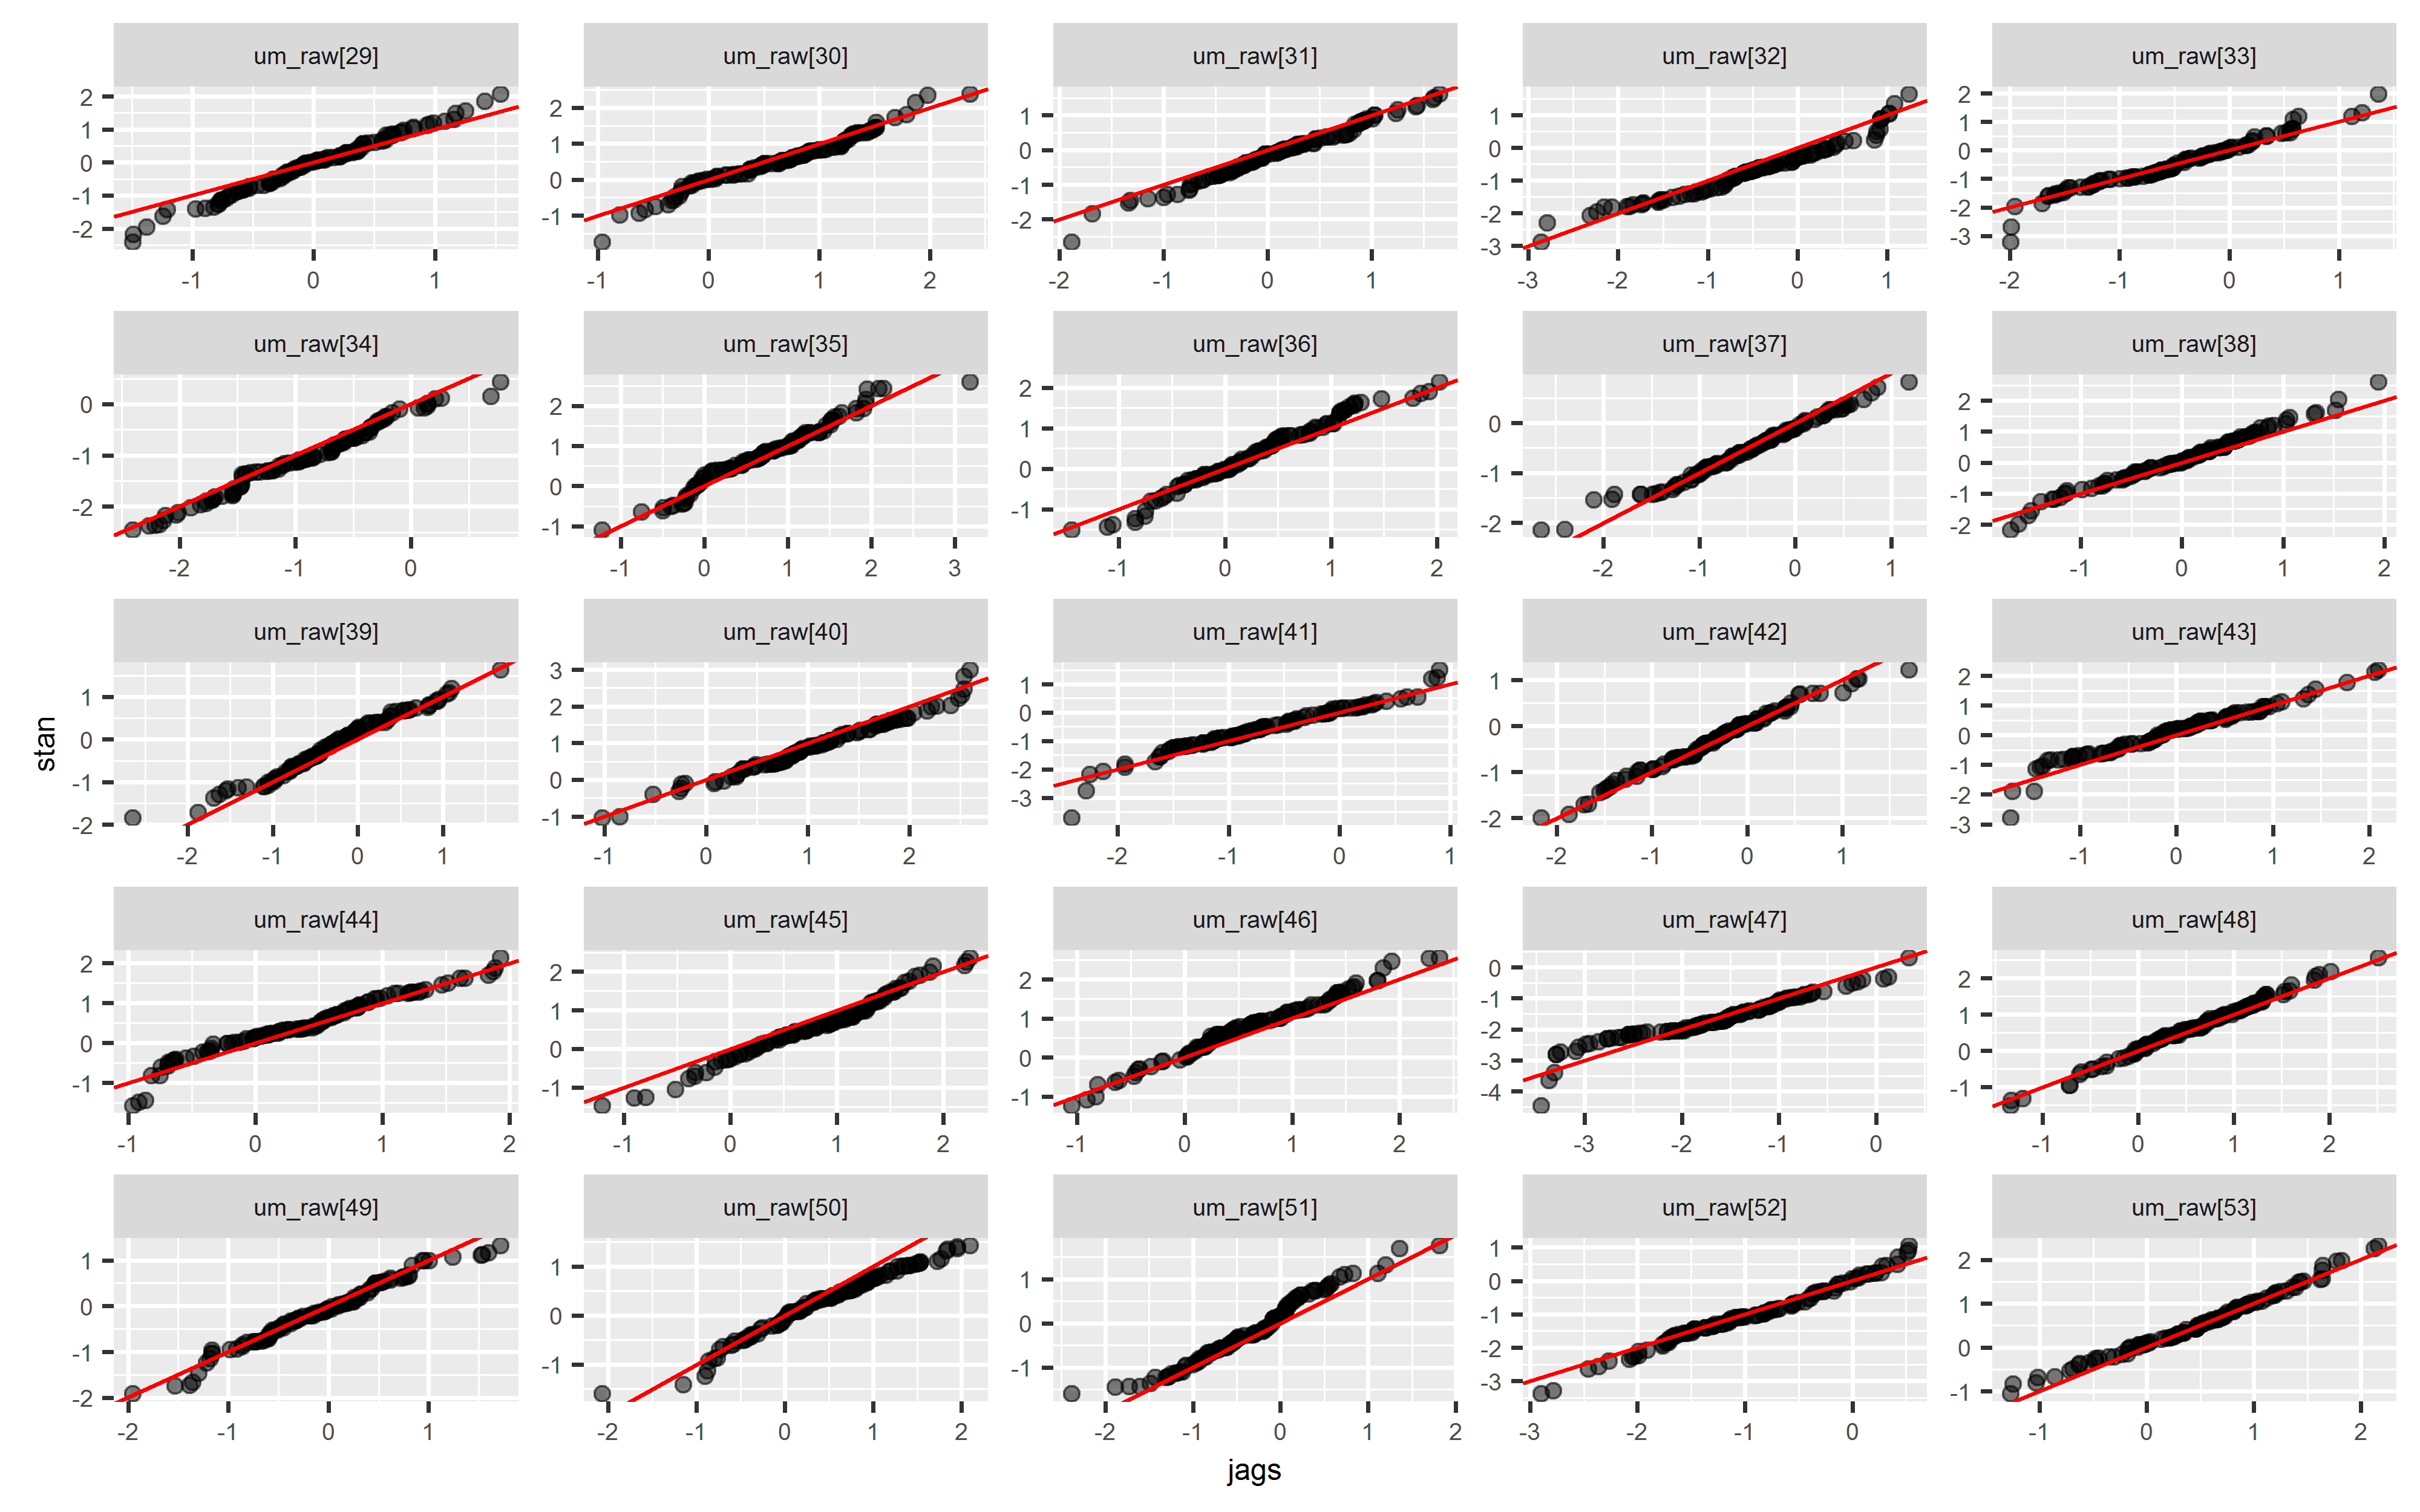 um_raw[29] um_raw[30] um_raw[31] um_raw[32] um_raw[33]
2 1 0 -1 -2
2 1 0 -1
1 0 -1 -2
1 0 -1 -2 -3
2 1 0 -1 -2 -3
-1 0 1
-1 0 1 2
-2 -1 0 1
-3 -2 -1 0 1
-2 -1 0 1
um_raw[34] um_raw[35] um_raw[36] um_raw[37] um_raw[38]
0 -1 -2
2 1 0 -1
2 1 0 -1
0 -1 -2
2 1 0 -1 -2
-2 -1 0
-1 0 1 2 3
-1 0 1 2
-2 -1 0 1
-1 0 1 2
um_raw[39] um_raw[40] um_raw[41] um_raw[42] um_raw[43]
1 0 -1 -2
3 2 1 0 -1
1 0 -1 -2 -3
1 0 -1 -2
2 1 0 -1 -2 -3
-2 -1 0 1
-1 0 1 2
-2 -1 0 1
-2 -1 0 1
-1 0 1 2
um_raw[44] um_raw[45] um_raw[46] um_raw[47] um_raw[48]
2 1 0 -1
2 1 0 -1
2 1 0 -1
0 -1 -2 -3 -4
2 1 0 -1
-1 0 1 2
-1 0 1 2
-1 0 1 2
-3 -2 -1 0
-1 0 1 2
um_raw[49] um_raw[50] um_raw[51] um_raw[52] um_raw[53]
1 0 -1 -2
1 0 -1
1 0 -1
1 0 -1 -2 -3
2 1 0 -1
-2 -1 0 1
-2 -1 0 1 2
-2 -1 0 1 2
-3 -2 -1 0
-1 0 1 2
stan
jags